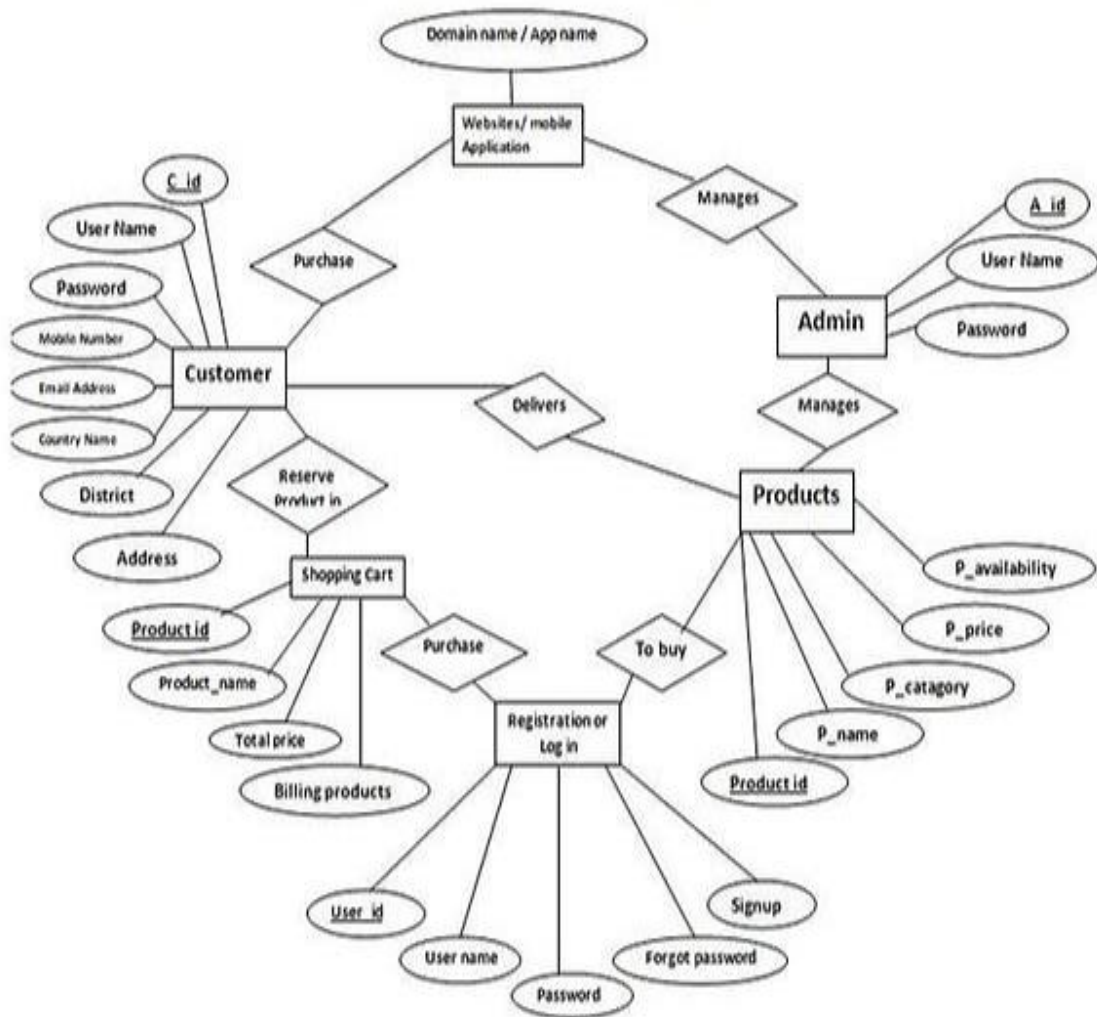 Domain name / App name
Websites/ mobile
Application
C_id
Manages
A_id
User Name
User Name
Purchase
Password
Admin
Password
Mobile Number
Customer
Email Address
Delivers
Manages
Country Name
Reserve
Product in
District
Products
Address
Shopping Cart
P_availability
Product id
Purchase
To buy
P_price
Product_name
P_catagory
Registration or
Log in
Total price
P_name
Billing products
Product id
User_id
Signup
User name
Forgot password
Password